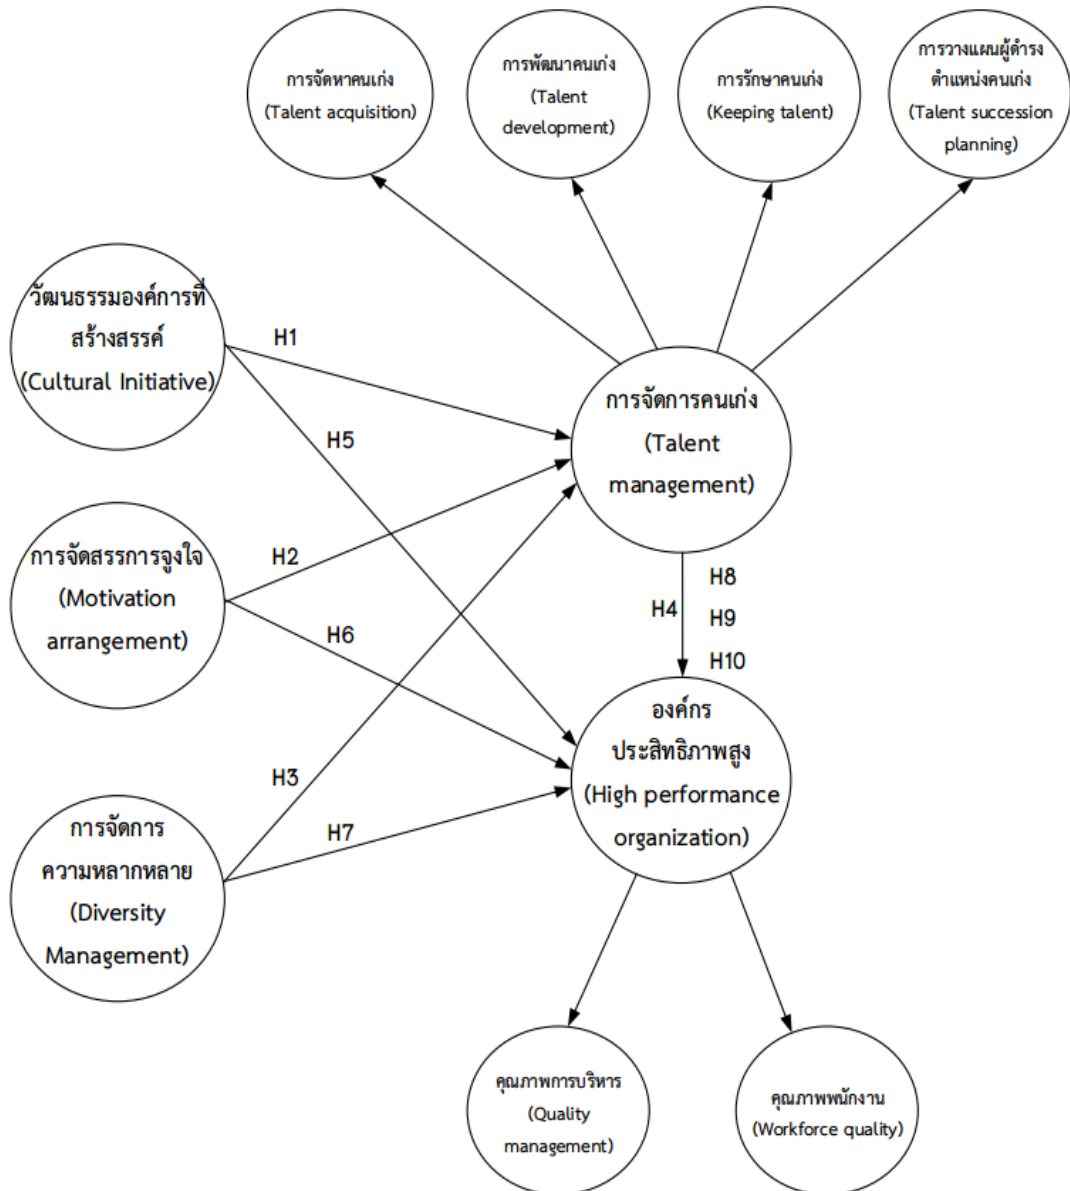 การจัดหาคนเก่ง
(Talent acquisition)
การพัฒนาคนเก่ง
(Talent
development)
การรักษาคนเก่ง
(Keeping talent)
การวางแผนผู้ดำรง
ตำแหน่งคนเก่ง
(Talent succession
planning)
วัฒนธรรมองค์การที่
สร้างสรรค์
(Cultural Initiative)
H1
H5
การจัดการคนเก่ง
(Talent
management)
การจัดสรรการจูงใจ
(Motivation
arrangement)
H2
H6
H4
H8
H9
H10
องค์กร
ประสิทธิภาพสูง
(High performance
organization)
H3
H7
การจัดการ
ความหลากหลาย
(Diversity
Management)
คุณภาพการบริหาร
(Quality
management)
คุณภาพพนักงาน
(Workforce quality)